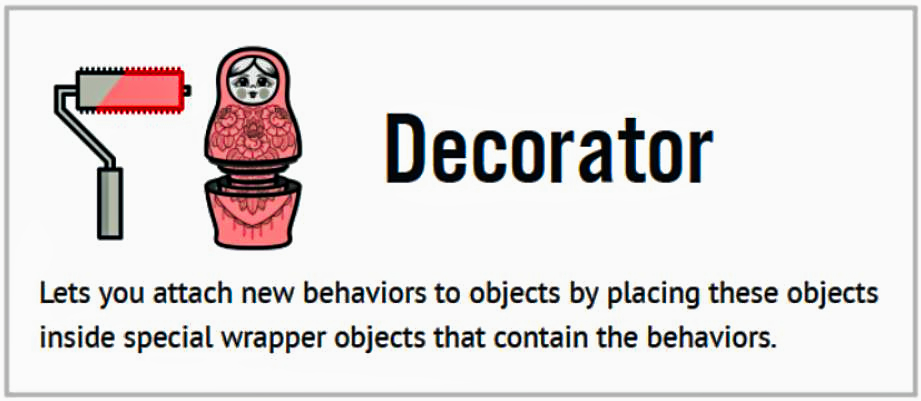 Decorator
Lets you attach new behaviors to objects by placing these objects
inside special wrapper objects that contain the behaviors.